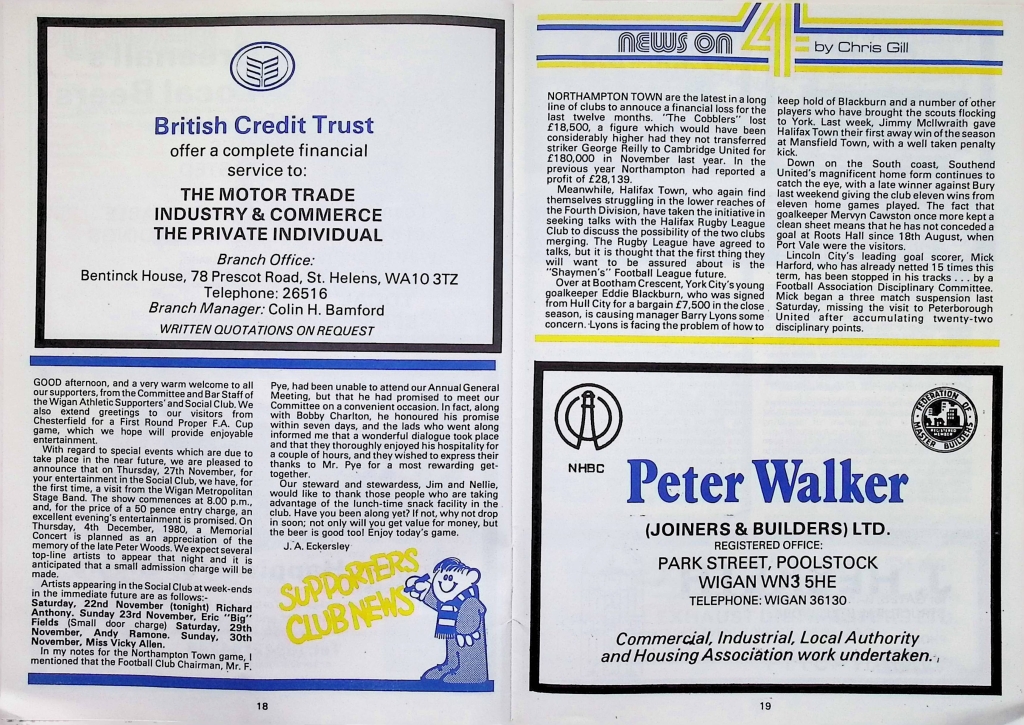 British Credit Trust
offer a complete financial
service to:
THE MOTOR TRADE
INDUSTRY & COMMERCE
THE PRIVATE INDIVIDUAL
Branch Office:
Bentinck House, 78 Prescot Road, St. Helens, WA10 3TZ
Telephone: 26516
Branch Manager: Colin H. Bamford
WRITTEN QUOTATIONS ON REQUEST
GOOD afternoon, and a very warm welcome to all
our supporters, from the Committee and Bar Staff of
the Wigan Athletic Supporters' and Social Club. We
also extend greetings to our visitors from
Chesterfield for a First Round Proper F.A. Cup
game, which we hope will provide enjoyable
entertainment.
With regard to special events which are due to
take place in the near future, we are pleased to
announce that on Thursday, 27th November, for
your entertainment in the Social Club, we have, for
the first time, a visit from the Wigan Metropolitan
Stage Band. The show commences at 8.00 p.m.,
and, for the price of a 50 pence entry charge, an
excellent evening's entertainment is promised. On
Thursday, 4th December, 1980, a Memorial
Concert is planned as an appreciation of the
memory of the late Peter Woods. We expect several
top-line artists to appear that night and it is
anticipated that a small admission charge will be
made.
Artists appearing in the Social Club at week-ends
in the immediate future are as follows:-
Saturday, 22nd November (tonight) Richard
Anthony. Sunday 23rd November, Eric "Big"
Fields (Small door charge) Saturday, 29th
November, Andy Ramone. Sunday, 30th
November, Miss Vicky Allen.
In my notes for the Northampton Town game, I
mentioned that the Football Club Chairman, Mr. F.
Pye, had been unable to attend our Annual General
Meeting, but that he had promised to meet our
Committee on a convenient occasion. In fact, along
with Bobby Charlton, he honoured his promise
within seven days, and the lads who went along
informed me that a wonderful dialogue took place
and that they thoroughly enjoyed his hospitality for
a couple of hours, and they wished to express their
thanks to Mr. Pye for a most rewarding get-
together.
Our steward and stewardess, Jim and Nellie,
would like to thank those people who are taking
advantage of the lunch-time snack facility in the
club. Have you been along yet? If not, why not drop
in soon; not only will you get value for money, but
the beer is good too! Enjoy today's game.
J. A. Eckersley
SUPPORTERS
CLUB NEWS
18
NEWS ON 4 by Chris Gill
NORTHAMPTON TOWN are the latest in a long
line of clubs to annouce a financial loss for the
last twelve months. "The Cobblers" lost
£18,500, a figure which would have been
considerably higher had they not transferred
striker George Reilly to Cambridge United for
£180,000 in November last year. In the
previous year Northampton had reported a
profit of £28,139.
Meanwhile, Halifax Town, who again find
themselves struggling in the lower reaches of
the Fourth Division, have taken the initiative in
seeking talks with the Halifax Rugby League
Club to discuss the possibility of the two clubs
merging. The Rugby League have agreed to
talks, but it is thought that the first thing they
will want to be assured about is the
"Shaymen's" Football League future.
Over at Bootham Crescent, York City's young
goalkeeper Eddie Blackburn, who was signed
from Hull City for a bargain £7,500 in the close
season, is causing manager Barry Lyons some
concern. Lyons is facing the problem of how to
keep hold of Blackburn and a number of other
players who have brought the scouts flocking
to York. Last week, Jimmy McIlwraith gave
Halifax Town their first away win of the season
at Mansfield Town, with a well taken penalty
kick.
Down on the South coast, Southend
United's magnificent home form continues to
catch the eye, with a late winner against Bury
last weekend giving the club eleven wins from
eleven home games played. The fact that
goalkeeper Mervyn Cawston once more kept a
clean sheet means that he has not conceded a
goal at Roots Hall since 18th August, when
Port Vale were the visitors.
Lincoln City's leading goal scorer, Mick
Harford, who has already netted 15 times this
term, has been stopped in his tracks . . . by a
Football Association Disciplinary Committee.
Mick began a three match suspension last
Saturday, missing the visit to Peterborough
United after accumulating twenty-two
disciplinary points.
NHBC
FEDERATION OF
MASTER BUILDERS
REGISTERED
MEMBER
Peter Walker
(JOINERS & BUILDERS) LTD.
REGISTERED OFFICE:
PARK STREET, POOLSTOCK
WIGAN WN3 5HE
TELEPHONE: WIGAN 36130
Commercial, Industrial, Local Authority
and Housing Association work undertaken.
19